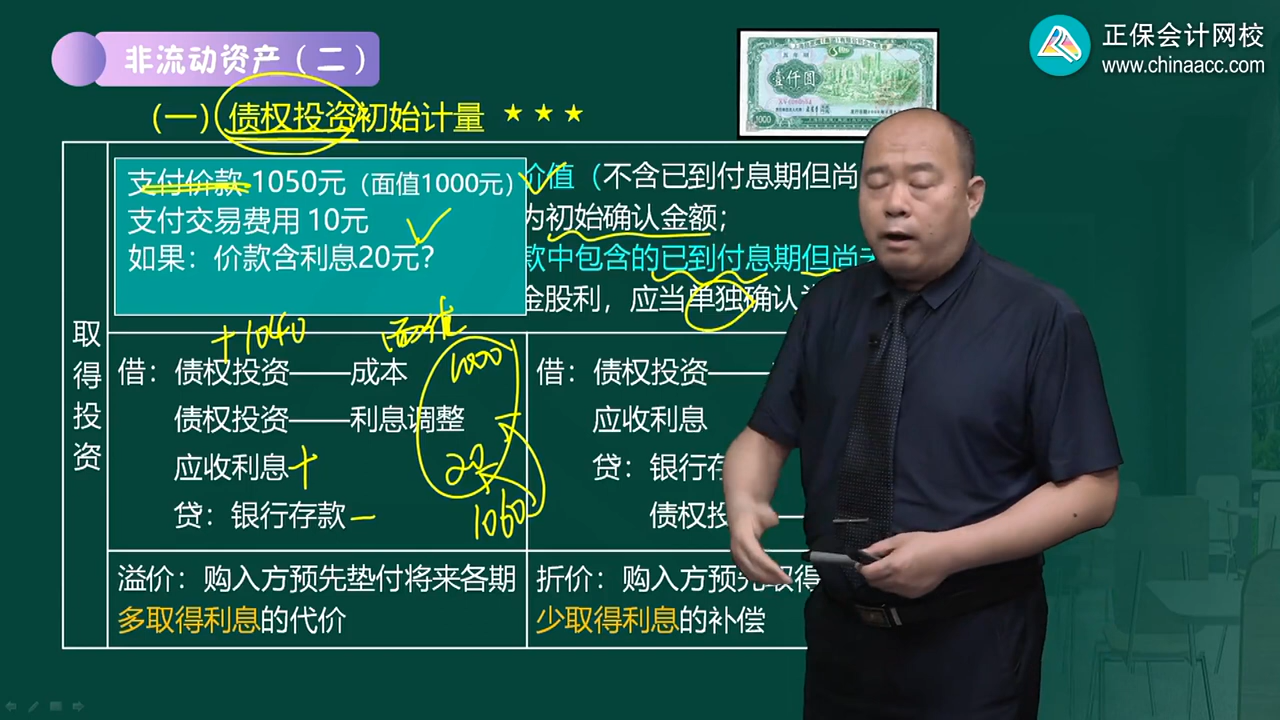 非流动资产（二）
正保会计网校
www.chinaacc.com
壹仟圆
1000
（一）债权投资初始计量 ★ ★ ★
支付价款 1050元（面值1000元）
支付交易费用 10元
如果：价款含利息20元？
价值（不含已到付息期但尚
为初始确认金额；
款中包含的已到付息期但尚
金股利，应当单独确认
取得投资
+1040
面值
借：债权投资——成本
1000
债权投资——利息调整
应收利息+
20
贷：银行存款
1060
借：债权投资——
应收利息
贷：银行存
债权投
溢价：购入方预先垫付将来各期
多取得利息的代价
折价：购入方预先取得
少取得利息的补偿